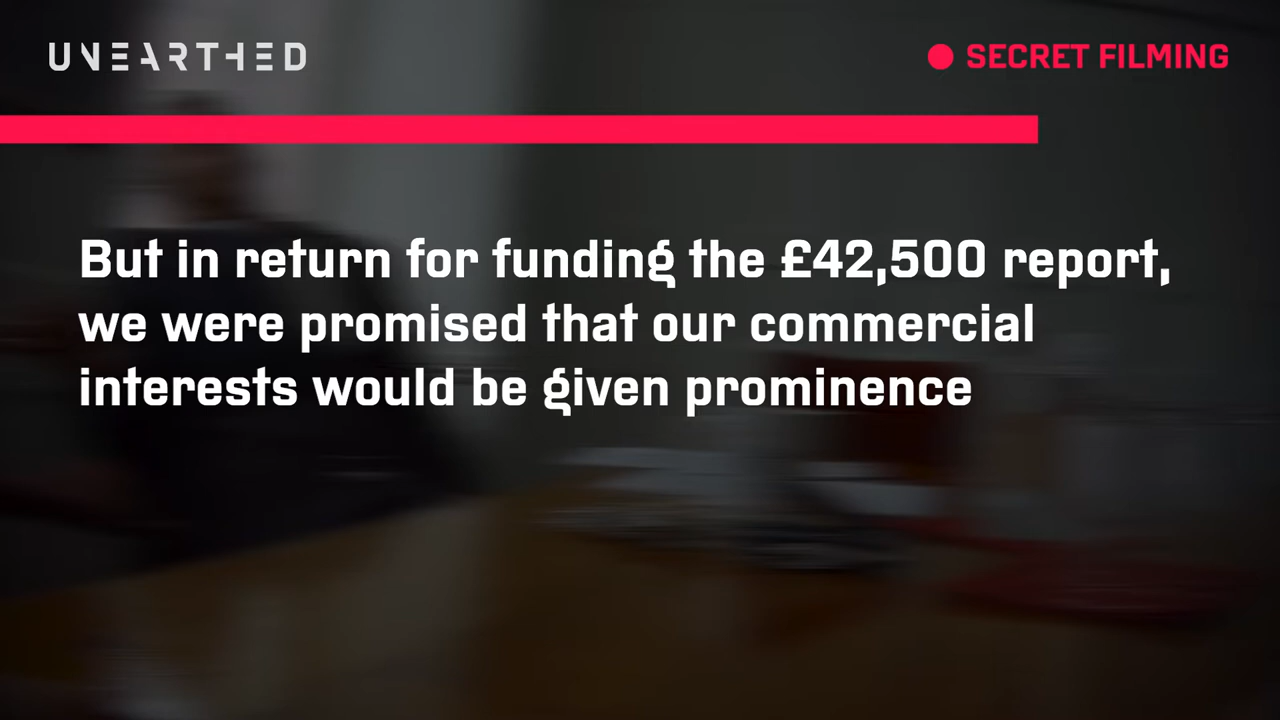 UNEARTHED
SECRET FILMING
But in return for funding the £42,500 report,
we were promised that our commercial
interests would be given prominence